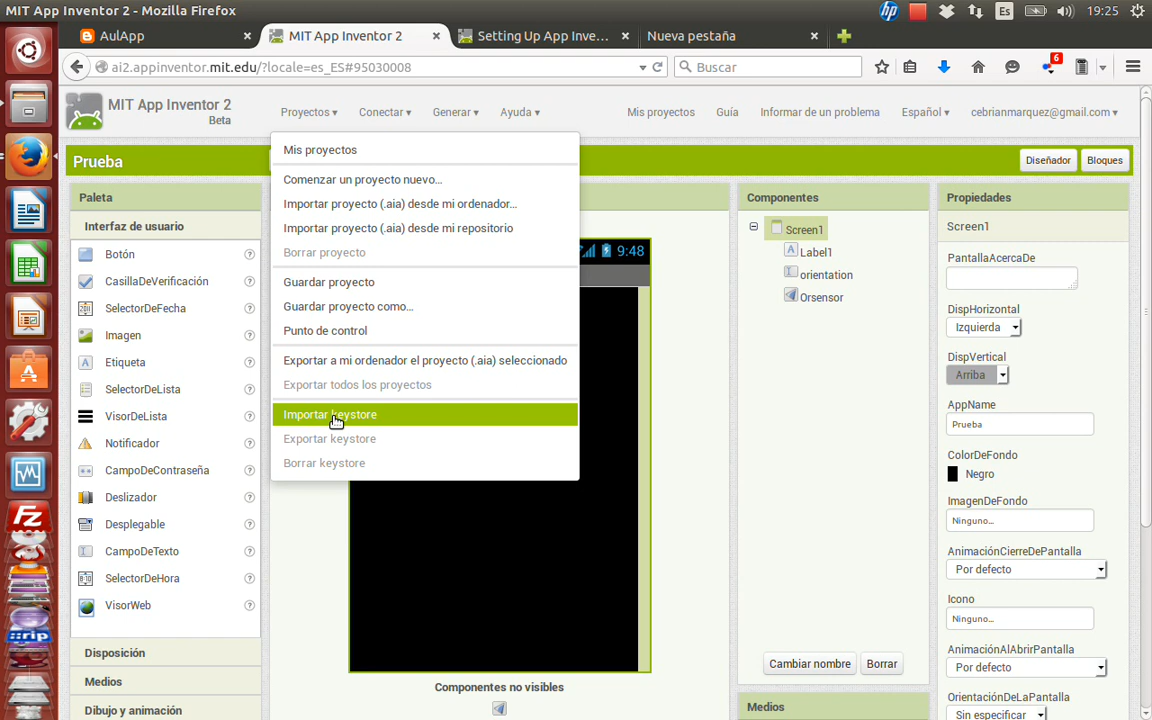 MIT App Inventor 2 - Mozilla Firefox
Es
19:25
AulApp
MIT App Inventor 2
Setting Up App Inve...
Nueva pestaña
ai2.appinventor.mit.edu/?locale=es_ES#95030008
Buscar
6
MIT App Inventor 2
Beta
Proyectos
Conectar
Generar
Ayuda
Mis proyectos
Guía
Informar de un problema
Español
cebrianmarquez@gmail.com
Prueba
Diseñador
Bloques
Mis proyectos
Comenzar un proyecto nuevo...
Importar proyecto (.aia) desde mi ordenador...
Importar proyecto (.aia) desde mi repositorio
Borrar proyecto
Guardar proyecto
Guardar proyecto como...
Punto de control
Exportar a mi ordenador el proyecto (.aia) seleccionado
Exportar todos los proyectos
Importar keystore
Exportar keystore
Borrar keystore
Paleta
Interfaz de usuario
Botón
CasillaDeVerificación
SelectorDeFecha
Imagen
Etiqueta
SelectorDeLista
VisorDeLista
Notificador
CampoDeContraseña
Deslizador
Desplegable
CampoDeTexto
SelectorDeHora
VisorWeb
Disposición
Medios
Dibujo y animación
9:48
Componentes no visibles
Componentes
Screen1
Label1
orientation
Orsensor
Cambiar nombre
Borrar
Medios
Propiedades
Screen1
PantallaAcercaDe
DispHorizontal
Izquierda
DispVertical
Arriba
AppName
Prueba
ColorDeFondo
Negro
ImagenDeFondo
Ninguno...
AnimaciónCierreDePantalla
Por defecto
Icono
Ninguno...
AnimaciónAlAbrirPantalla
Por defecto
OrientaciónDeLaPantalla
Sin especificar